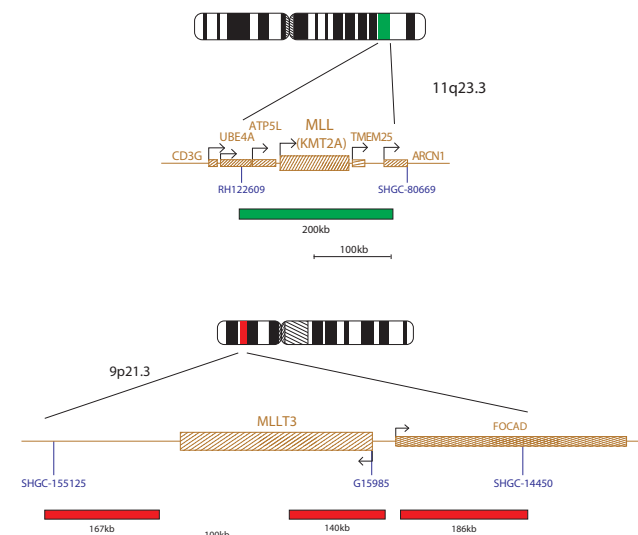 11q23.3
MLL
(KMT2A)
ATP5L
UBE4A
TMEM25
CD3G
ARCN1
RH122609
SHGC-80669
200kb
100kb
9p21.3
MLLT3
FOCAD
SHGC-155125
G15985
SHGC-14450
167kb
140kb
186kb
100kb